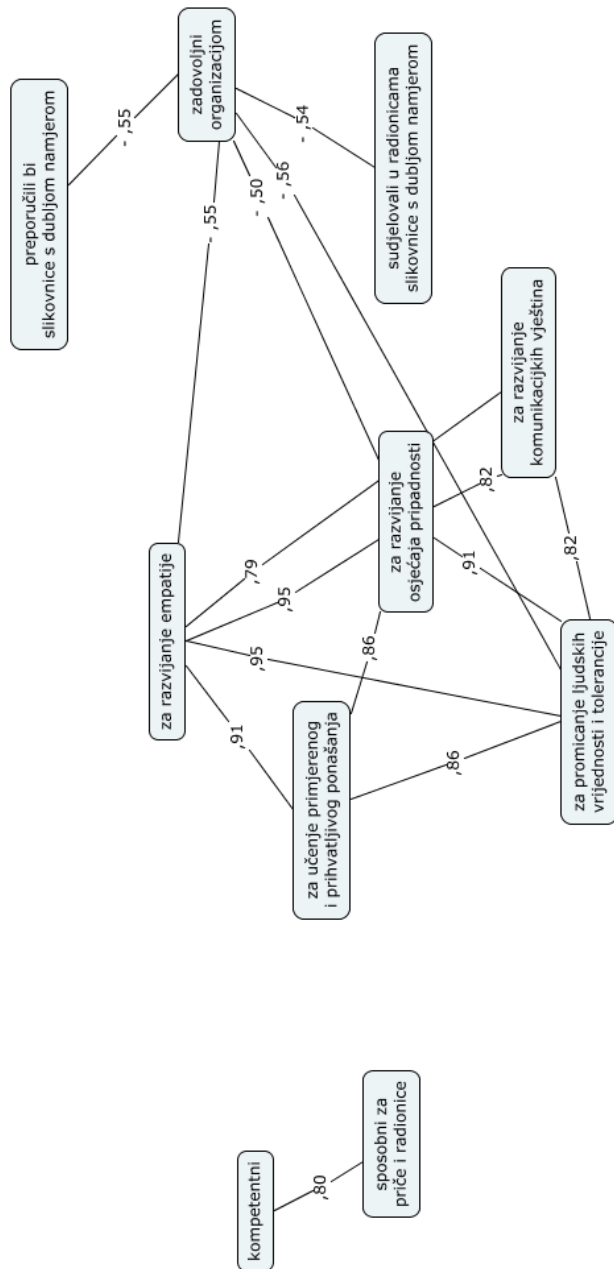 preporučili bi
slikovnice s dubljom namjerom
- ,55
zadovoljni
organizacijom
- ,54
sudjelovali u radionicama
slikovnice s dubljom namjerom
- ,55
- ,50
- ,56
za razvijanje empatije
,79
,95
,95
,91
za razvijanje
osjećaja pripadnosti
,82
za razvijanje
komunikacijkih vještina
,82
,91
,86
za učenje primjerenog
i prihvatljivog ponašanja
,86
za promicanje ljudskih
vrijednosti i tolerancije
kompetentni
,80
sposobni za
priče i radionice